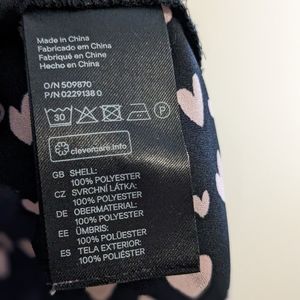 Made in China
Fabricado em China
Fabriqué en Chine
Hecho en China
O/N 509870
P/N 0229138 0
30
clevercare.info
GB SHELL:
100% POLYESTER
CZ SVRCHNÍ LÁTKA:
100% POLYESTER
DE OBERMATERIAL:
100% POLYESTER
EE ÜMBRIS:
100% POLÜESTER
ES TELA EXTERIOR:
100% POLIÉSTER